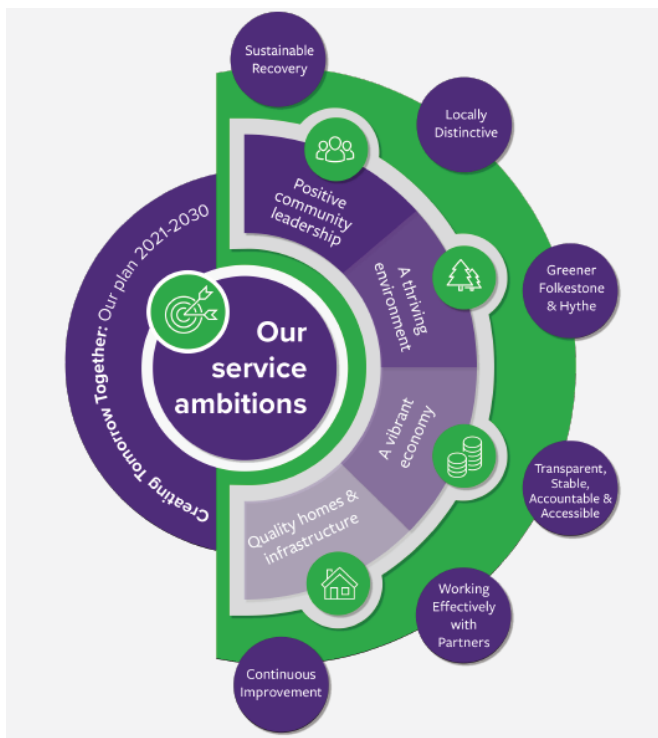 Sustainable
Recovery
Locally
Distinctive
Positive
community
leadership
Creating Tomorrow Together: Our plan 2021-2030
A thriving
environment
Greener
Folkestone
& Hythe
Our
service
ambitions
A vibrant
economy
Transparent,
Stable,
Accountable &
Accessible
Quality homes &
infrastructure
Working
Effectively
with
Partners
Continuous
Improvement